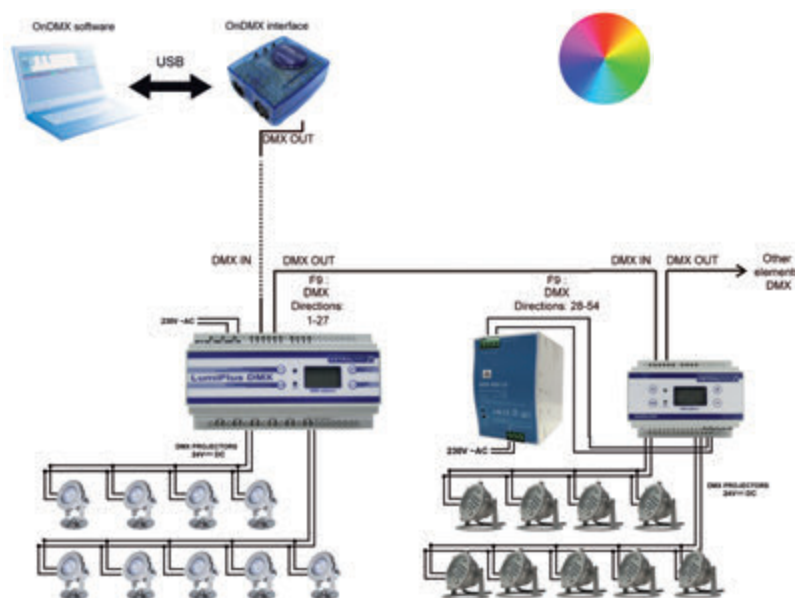 OnDMX software
OnDMX interface
USB
DMX OUT
DMX IN
DMX OUT
F9 :
DMX
Directions:
1-27
F9 :
DMX
Directions: 28-54
DMX IN
DMX OUT
Other
elements
DMX
230V ~AC
LumiPlus DMX
230V ~AC
DMX PROJECTORS
24V⎓ DC
DMX PROJECTORS
24V⎓ DC